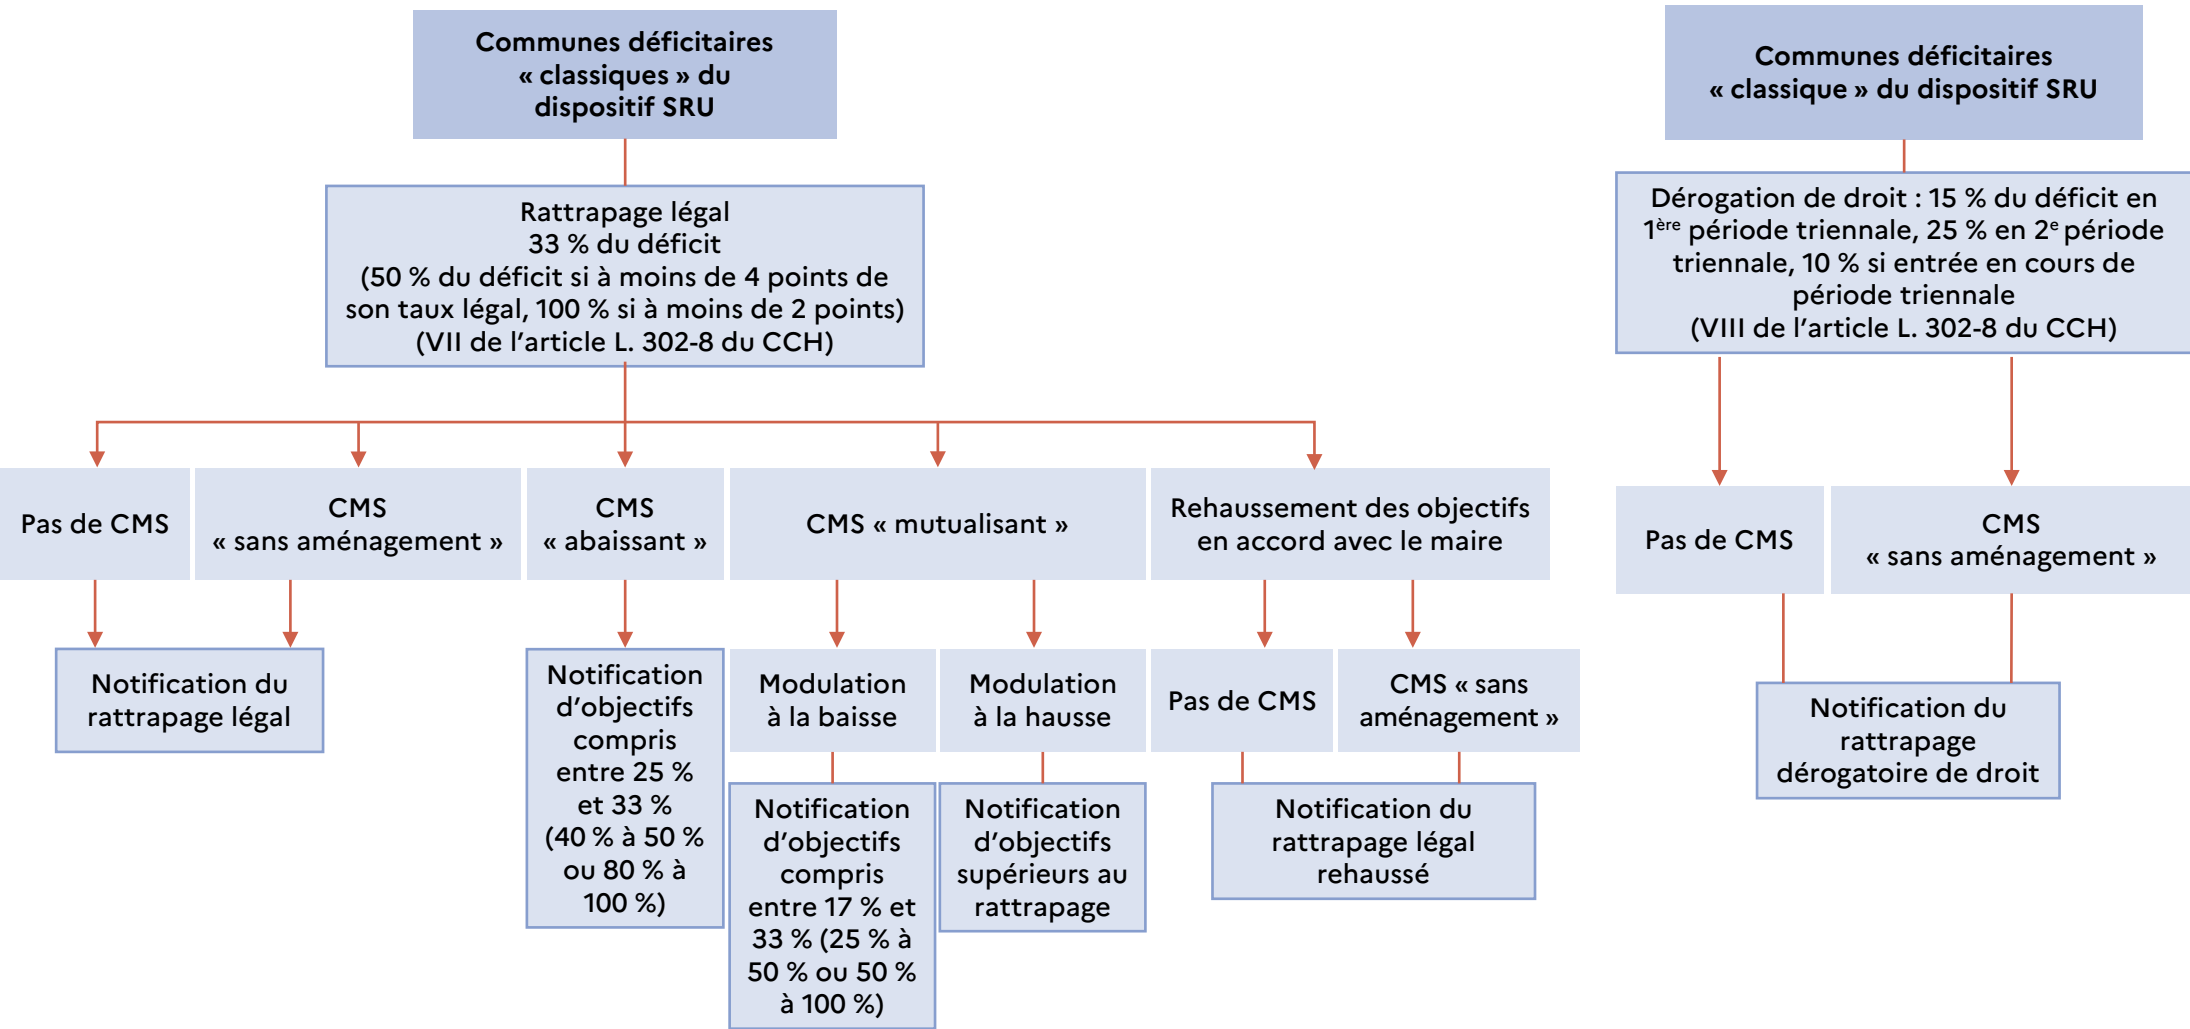 Communes déficitaires
« classiques » du
dispositif SRU
Rattrapage légal
33 % du déficit
(50 % du déficit si à moins de 4 points de
son taux légal, 100 % si à moins de 2 points)
(VII de l’article L. 302-8 du CCH)
Pas de CMS
CMS
« sans aménagement »
CMS
« abaissant »
CMS « mutualisant »
Rehaussement des objectifs
en accord avec le maire
Notification du
rattrapage légal
Notification
d’objectifs
compris
entre 25 %
et 33 %
(40 % à 50 %
ou 80 % à
100 %)
Modulation
à la baisse
Modulation
à la hausse
Pas de CMS
CMS « sans
aménagement »
Notification
d’objectifs
compris
entre 17 % et
33 % (25 % à
50 % ou 50 %
à 100 %)
Notification
d’objectifs
supérieurs au
rattrapage
Notification du
rattrapage légal
rehaussé
Communes déficitaires
« classique » du dispositif SRU
Dérogation de droit : 15 % du déficit en
1ère période triennale, 25 % en 2e période
triennale, 10 % si entrée en cours de
période triennale
(VIII de l’article L. 302-8 du CCH)
Pas de CMS
CMS
« sans aménagement »
Notification du
rattrapage
dérogatoire de droit